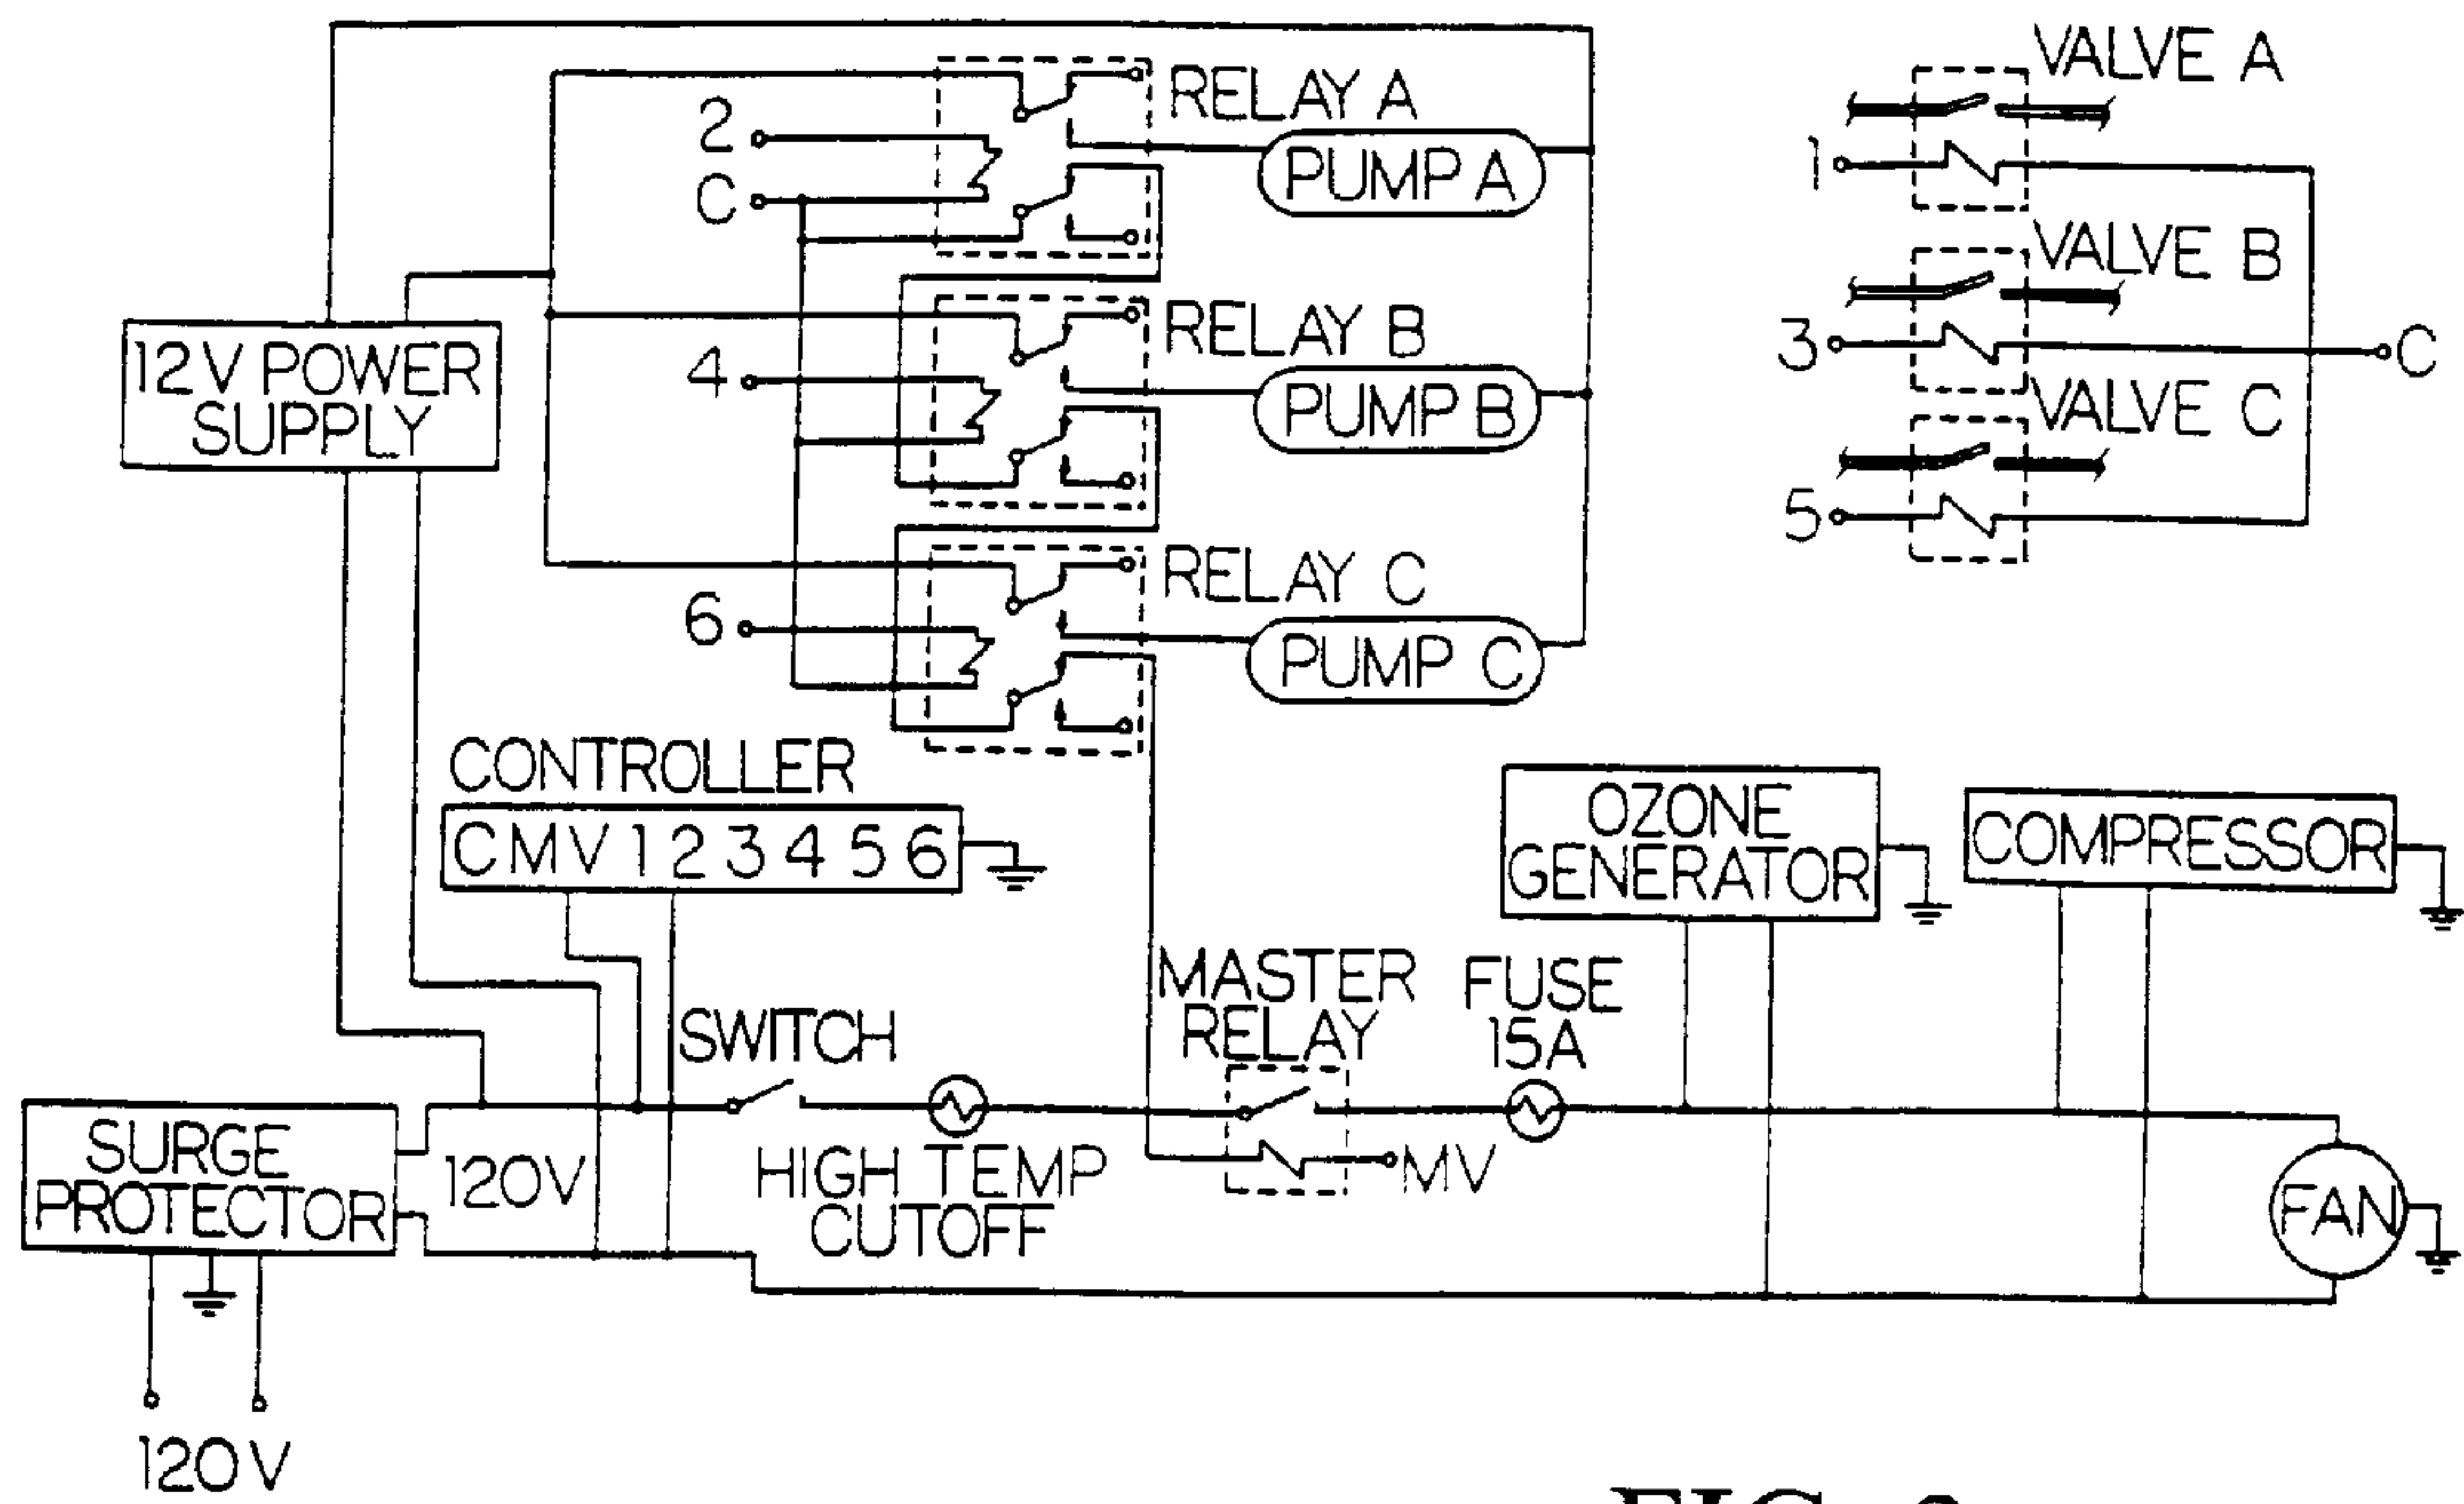 RELAY A
VALVE A
2
PUMP A
C
1
VALVE B
RELAY B
12V POWER
SUPPLY
4
PUMP B
3
C
VALVE C
5
RELAY C
6
PUMP C
CONTROLLER
C MV 1 2 3 4 5 6
OZONE
GENERATOR
COMPRESSOR
MASTER
RELAY
FUSE
15A
SWITCH
SURGE
PROTECTOR
120V
HIGH TEMP
CUTOFF
MV
FAN
120V